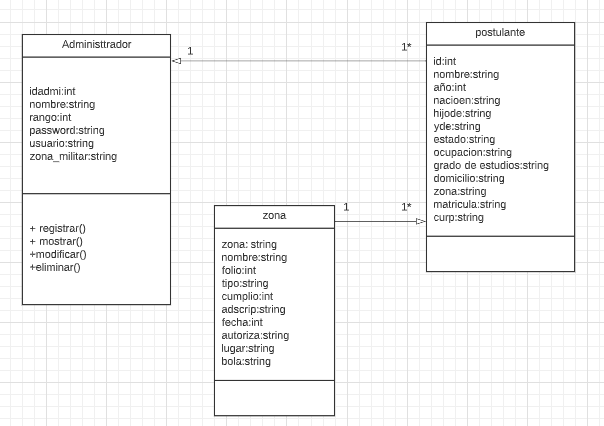 Administtrador
idadmi:int
nombre:string
rango:int
password:string
usuario:string
zona_militar:string
+ registrar()
+ mostrar()
+modificar()
+eliminar()
1
1*
postulante
id:int
nombre:string
año:int
nacioen:string
hijode:string
yde:string
estado:string
ocupacion:string
grado de estudios:string
domicilio:string
zona:string
matricula:string
curp:string
zona
zona: string
nombre:string
folio:int
tipo:string
cumplio:int
adscrip:string
fecha:int
autoriza:string
lugar:string
bola:string
1
1*